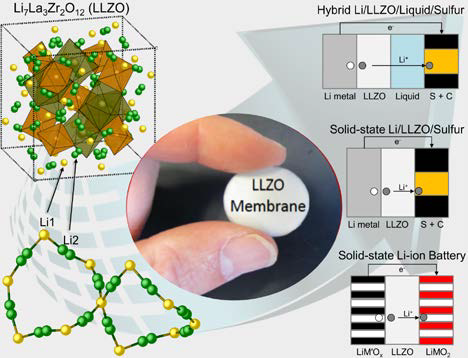 Li₇La₃Zr₂O₁₂ (LLZO)
Li1
Li2
LLZO
Membrane
Hybrid Li/LLZO/Liquid/Sulfur
e⁻
Li⁺
Li metal LLZO Liquid S + C
Solid-state Li/LLZO/Sulfur
e⁻
Li⁺
Li metal LLZO S + C
Solid-state Li-ion Battery
e⁻
Li⁺
LiM'Oₓ LLZO LiMO₂